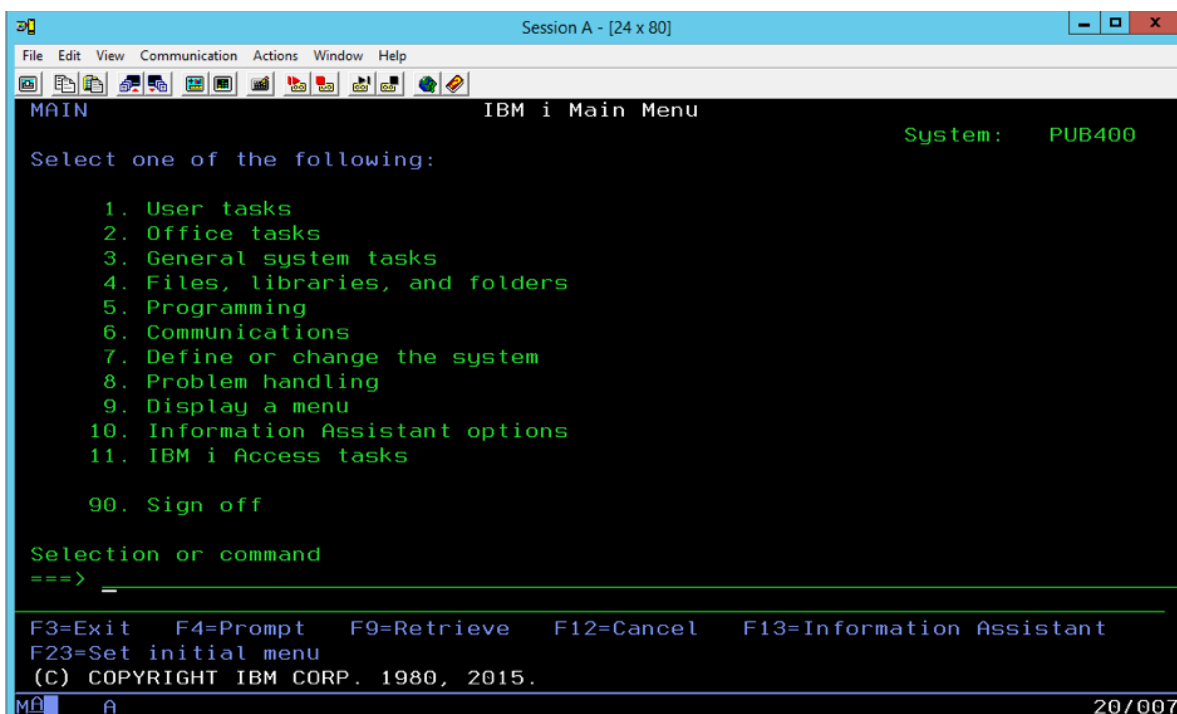 Session A - [24 x 80]
File Edit View Communication Actions Window Help
MAIN IBM i Main Menu
System: PUB400
Select one of the following:
1. User tasks
2. Office tasks
3. General system tasks
4. Files, libraries, and folders
5. Programming
6. Communications
7. Define or change the system
8. Problem handling
9. Display a menu
10. Information Assistant options
11. IBM i Access tasks
90. Sign off
Selection or command
===>
F3=Exit F4=Prompt F9=Retrieve F12=Cancel F13=Information Assistant
F23=Set initial menu
(C) COPYRIGHT IBM CORP. 1980, 2015.
MA A 20/007